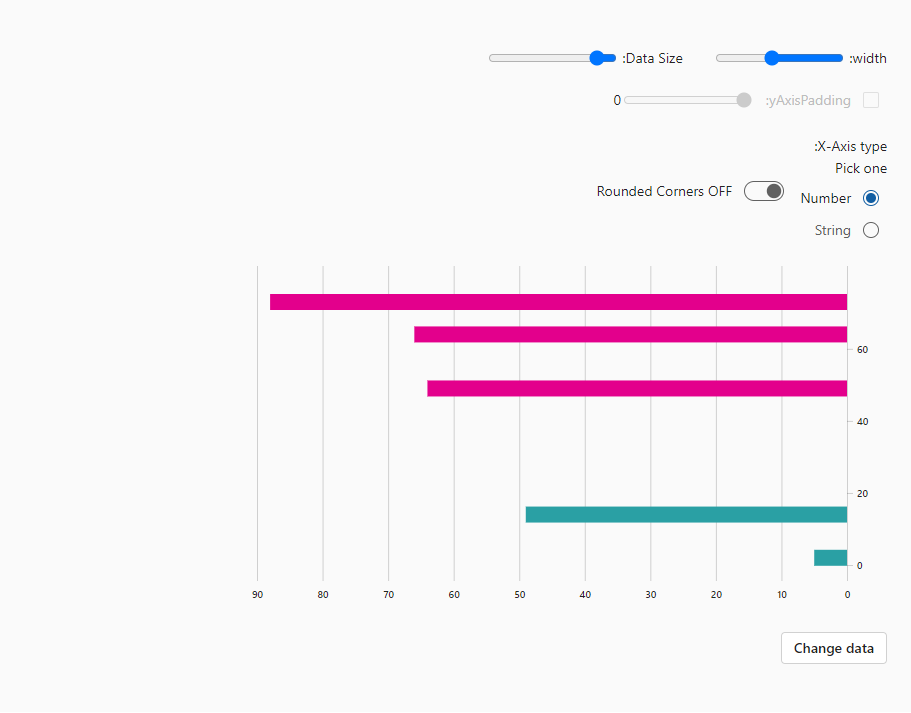 :width
:Data Size
:yAxisPadding
0
:X-Axis type
Pick one
Number
String
Rounded Corners OFF
60
40
20
0
90 80 70 60 50 40 30 20 10 0
Change data